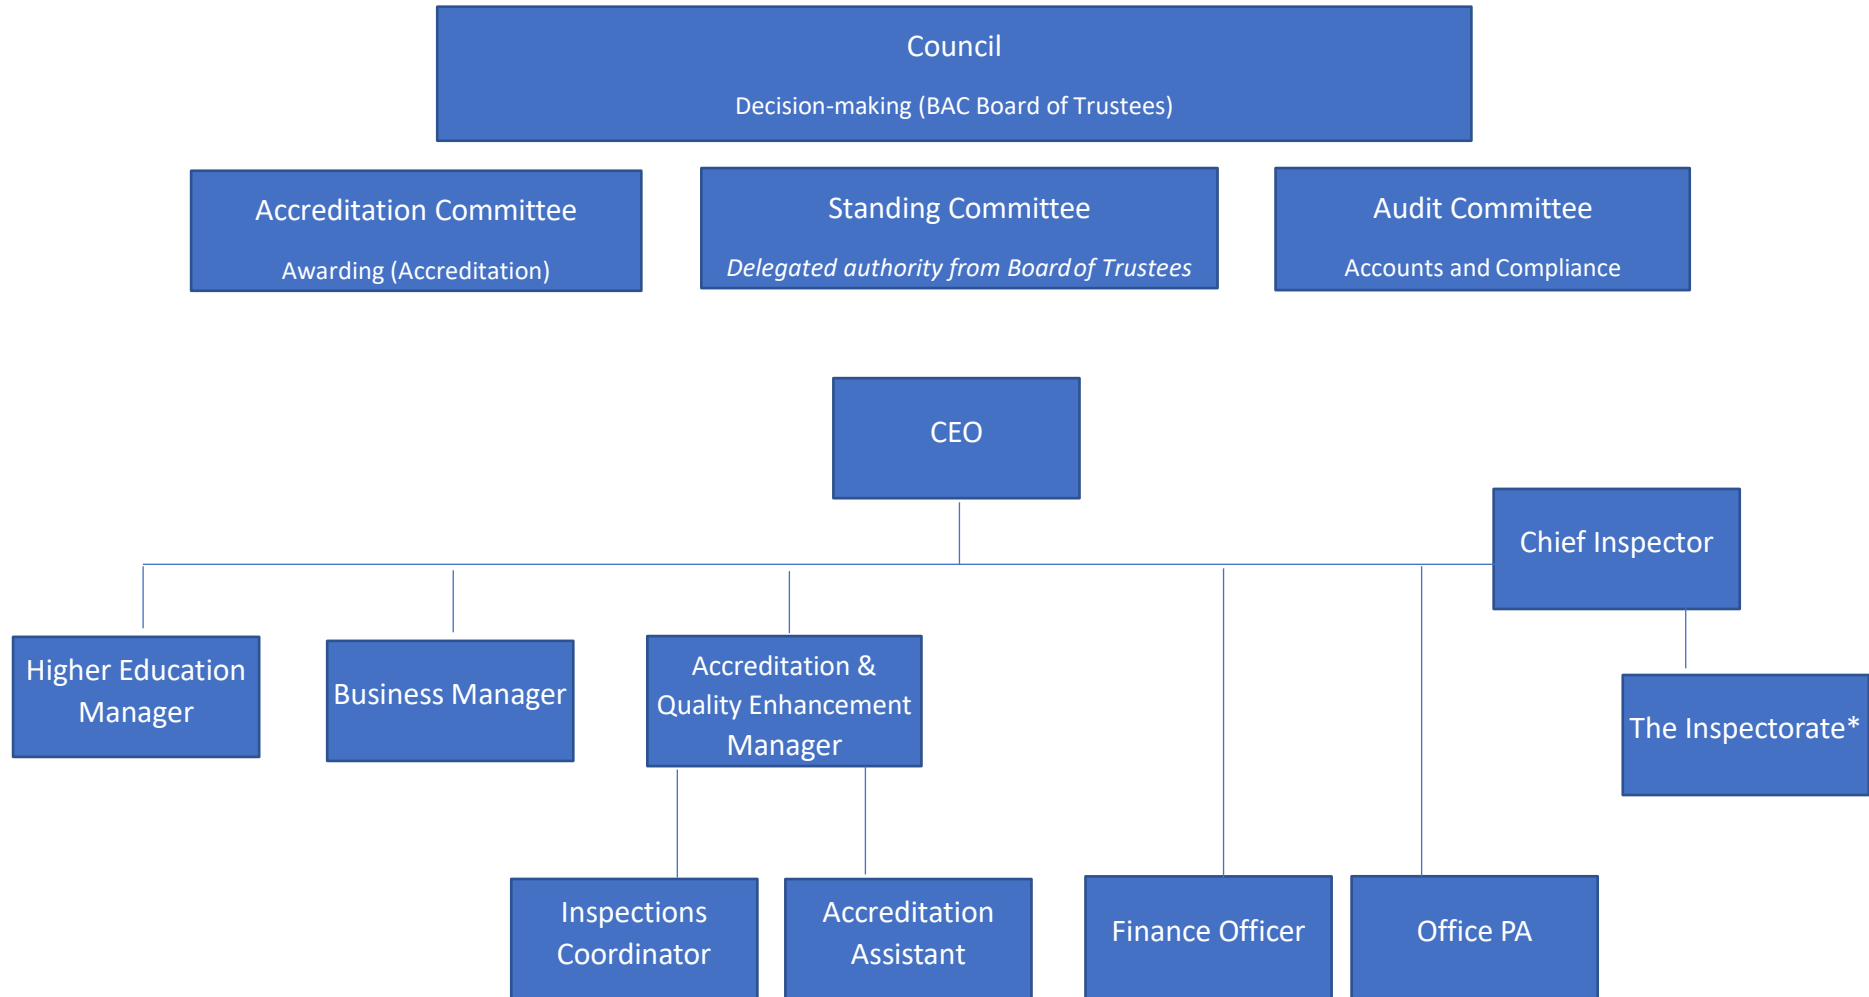 Council
Decision-making (BAC Board of Trustees)
Accreditation Committee
Awarding (Accreditation)
Standing Committee
Delegated authority from Board of Trustees
Audit Committee
Accounts and Compliance
CEO
Chief Inspector
Higher Education
Manager
Business Manager
Accreditation &
Quality Enhancement
Manager
The Inspectorate*
Inspections
Coordinator
Accreditation
Assistant
Finance Officer
Office PA